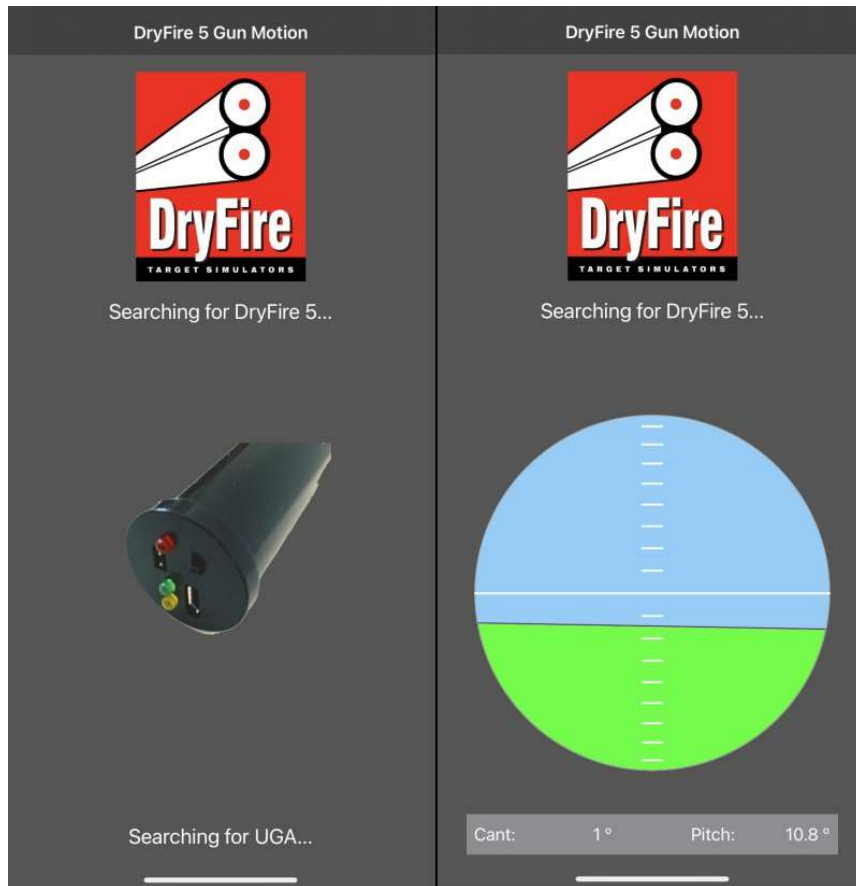 DryFire 5 Gun Motion
DryFire
TARGET SIMULATORS
Searching for DryFire 5...
Searching for UGA...
DryFire 5 Gun Motion
DryFire
TARGET SIMULATORS
Searching for DryFire 5...
Cant: 1 º Pitch: 10.8 º